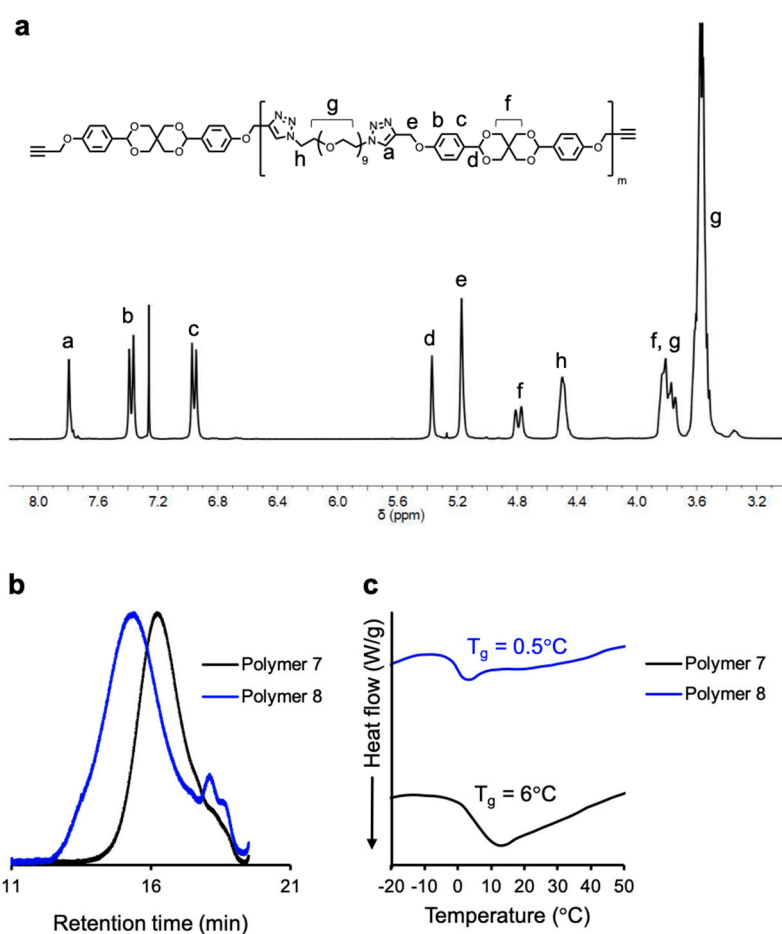 a
g
N=N
N
N=N
N
O
O
O
O
O
O
O
9
h
a
e
b
c
O
d
O
O
f
O
O
O
m
a
b
c
d
e
f
h
f, g
g
8.0 7.6 7.2 6.8 6.4 6.0 5.6 5.2 4.8 4.4 4.0 3.6 3.2
δ (ppm)
b
Polymer 7
Polymer 8
11 16 21
Retention time (min)
c
Heat flow (W/g)
Tg = 0.5°C
Tg = 6°C
Polymer 7
Polymer 8
-20 -10 0 10 20 30 40 50
Temperature (°C)